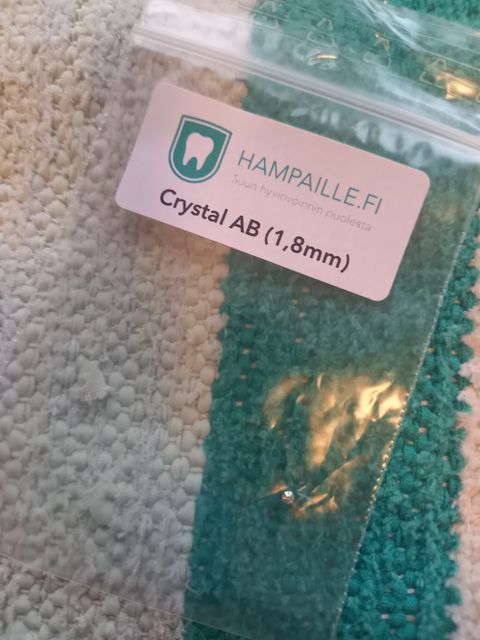 HAMPAILLE.FI
Suun hyvinvoinnin puolesta
Crystal AB (1,8mm)